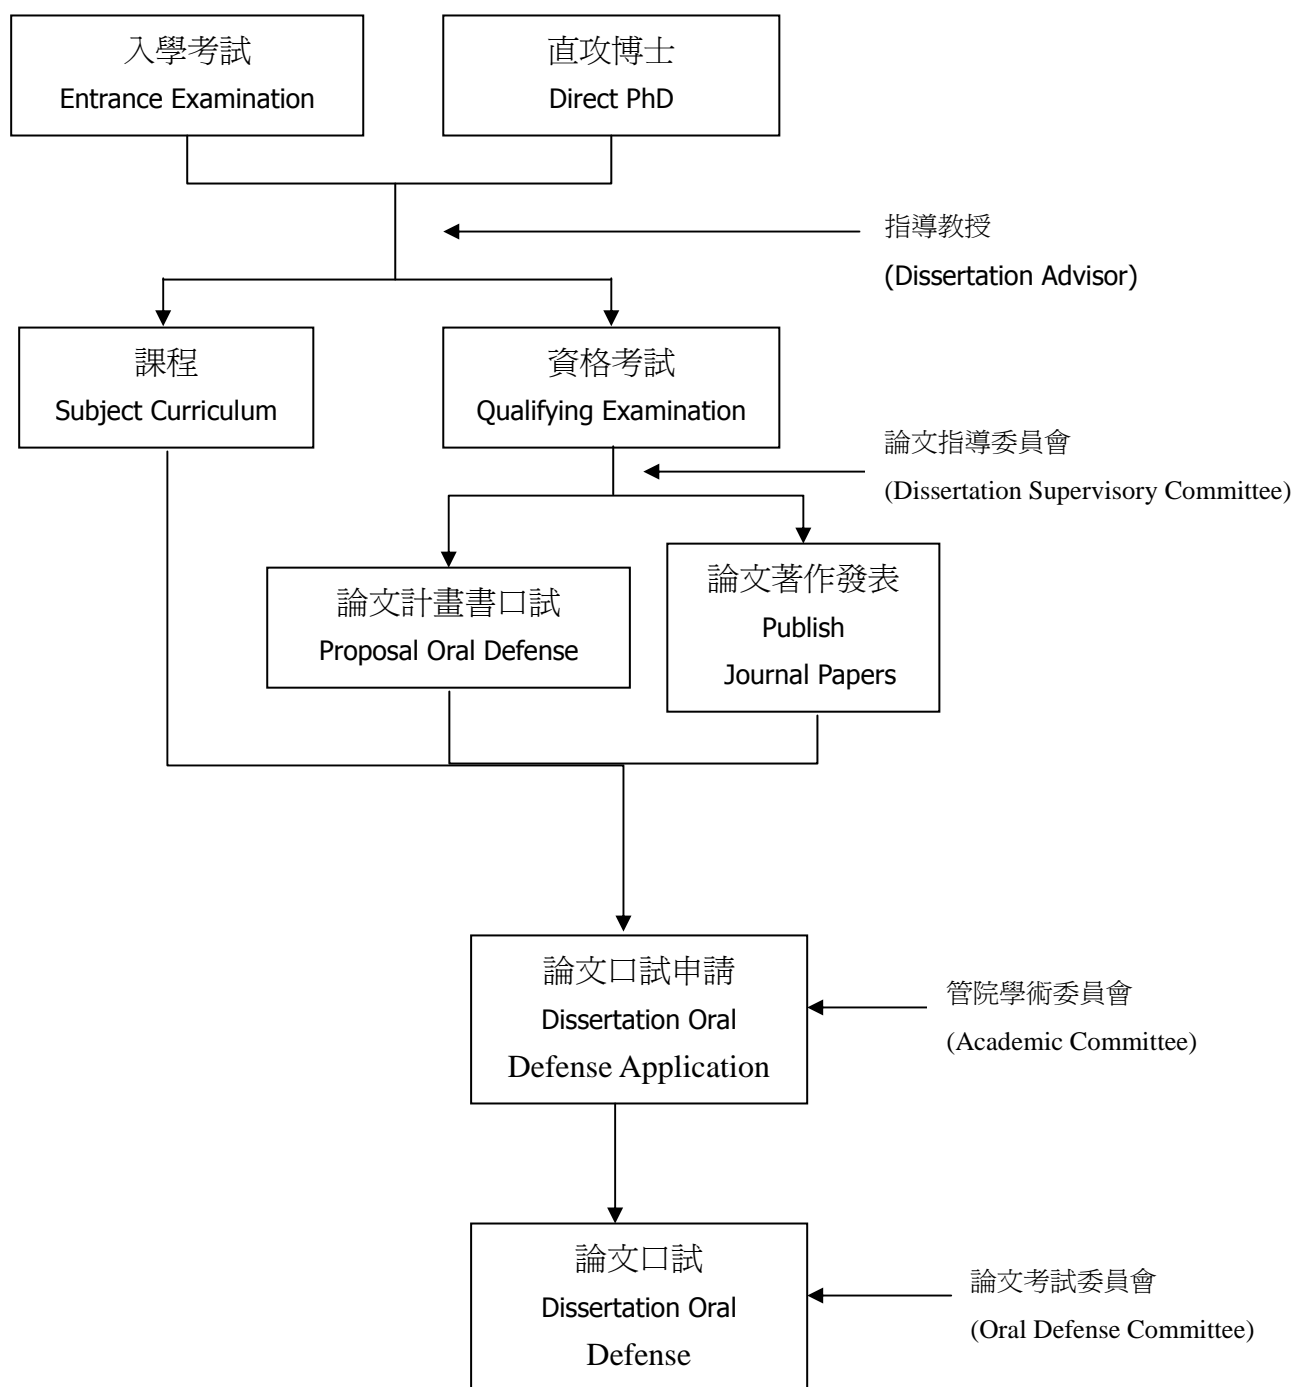 入學考試
Entrance Examination
直攻博士
Direct PhD
指導教授
(Dissertation Advisor)
課程
Subject Curriculum
資格考試
Qualifying Examination
論文指導委員會
(Dissertation Supervisory Committee)
論文計畫書口試
Proposal Oral Defense
論文著作發表
Publish
Journal Papers
論文口試申請
Dissertation Oral
Defense Application
管院學術委員會
(Academic Committee)
論文口試
Dissertation Oral
Defense
論文考試委員會
(Oral Defense Committee)